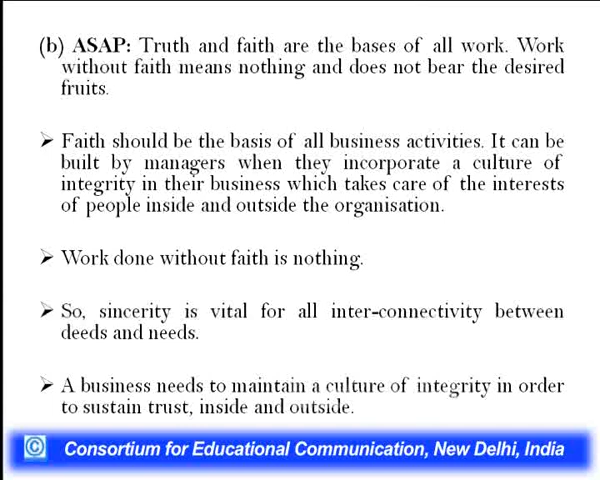 (b) ASAP: Truth and faith are the bases of all work. Work
without faith means nothing and does not bear the desired
fruits.
➢ Faith should be the basis of all business activities. It can be
built by managers when they incorporate a culture of
integrity in their business which takes care of the interests
of people inside and outside the organisation.
➢ Work done without faith is nothing.
➢ So, sincerity is vital for all inter-connectivity between
deeds and needs.
➢ A business needs to maintain a culture of integrity in order
to sustain trust, inside and outside.
© Consortium for Educational Communication, New Delhi, India